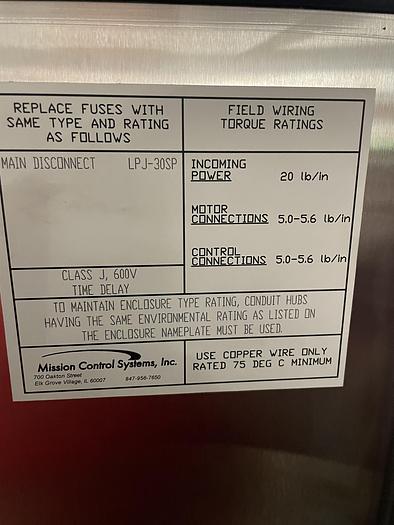 REPLACE FUSES WITH
SAME TYPE AND RATING
AS FOLLOWS
FIELD WIRING
TORQUE RATINGS
MAIN DISCONNECT LPJ-30SP
INCOMING
POWER 20 lb/in
MOTOR
CONNECTIONS 5.0-5.6 lb/in
CONTROL
CONNECTIONS 5.0-5.6 lb/in
CLASS J, 600V
TIME DELAY
TO MAINTAIN ENCLOSURE TYPE RATING, CONDUIT HUBS
HAVING THE SAME ENVIRONMENTAL RATING AS LISTED ON
THE ENCLOSURE NAMEPLATE MUST BE USED.
Mission Control Systems, Inc.
700 Oakton Street
Elk Grove Village, IL 60007 847-956-7650
USE COPPER WIRE ONLY
RATED 75 DEG C MINIMUM